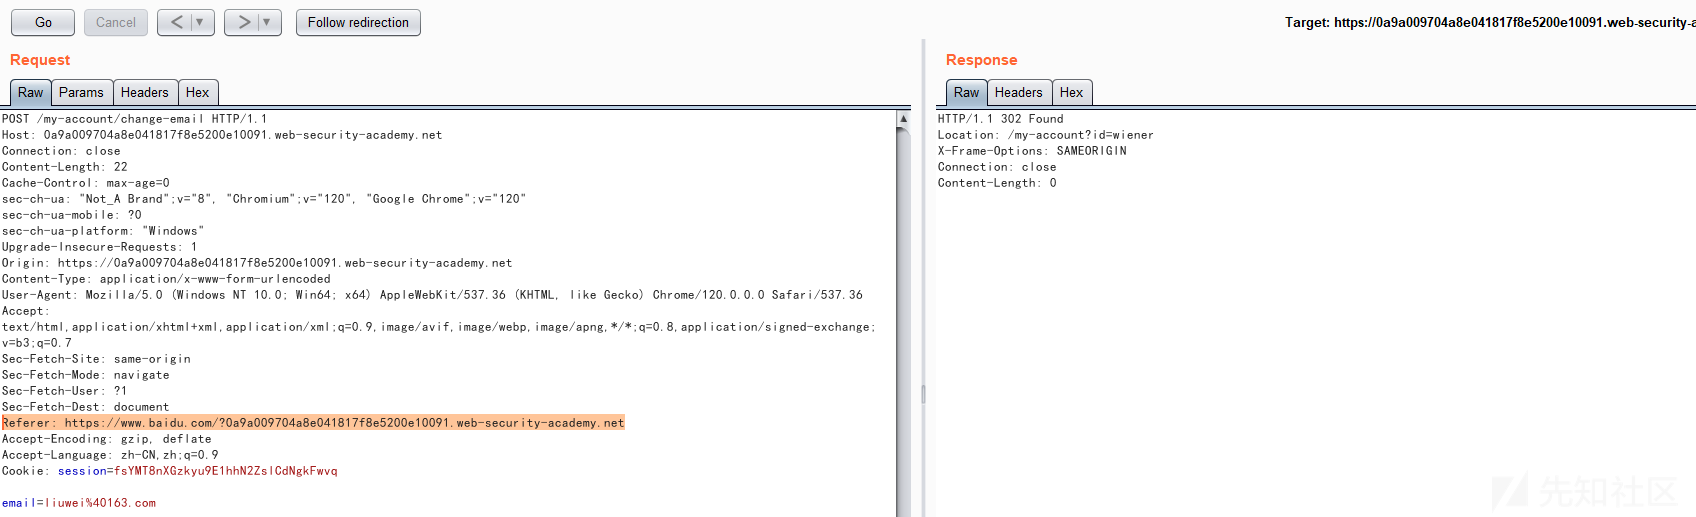 Go Cancel < ▼ > ▼ Follow redirection
Target: https://0a9a009704a8e041817f8e5200e10091.web-security-a
Request
Raw Params Headers Hex
POST /my-account/change-email HTTP/1.1
Host: 0a9a009704a8e041817f8e5200e10091.web-security-academy.net
Connection: close
Content-Length: 22
Cache-Control: max-age=0
sec-ch-ua: "Not_A Brand";v="8", "Chromium";v="120", "Google Chrome";v="120"
sec-ch-ua-mobile: ?0
sec-ch-ua-platform: "Windows"
Upgrade-Insecure-Requests: 1
Origin: https://0a9a009704a8e041817f8e5200e10091.web-security-academy.net
Content-Type: application/x-www-form-urlencoded
User-Agent: Mozilla/5.0 (Windows NT 10.0; Win64; x64) AppleWebKit/537.36 (KHTML, like Gecko) Chrome/120.0.0.0 Safari/537.36
Accept:
text/html,application/xhtml+xml,application/xml;q=0.9,image/avif,image/webp,image/apng,*/*;q=0.8,application/signed-exchange;
v=b3;q=0.7
Sec-Fetch-Site: same-origin
Sec-Fetch-Mode: navigate
Sec-Fetch-User: ?1
Sec-Fetch-Dest: document
Referer: https://www.baidu.com/?0a9a009704a8e041817f8e5200e10091.web-security-academy.net
Accept-Encoding: gzip, deflate
Accept-Language: zh-CN,zh;q=0.9
Cookie: session=fsYMT8nXGzkyu9E1hhN2ZslCdNgkFwvq
email=liuwei%40163.com
Response
Raw Headers Hex
HTTP/1.1 302 Found
Location: /my-account?id=wiener
X-Frame-Options: SAMEORIGIN
Connection: close
Content-Length: 0
先知社区